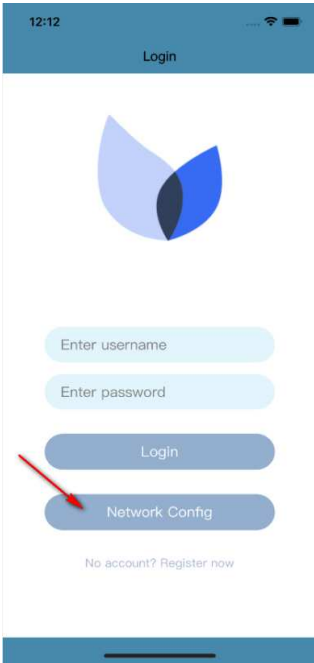 12:12
Login
Enter username
Enter password
Login
Network Config
No account? Register now